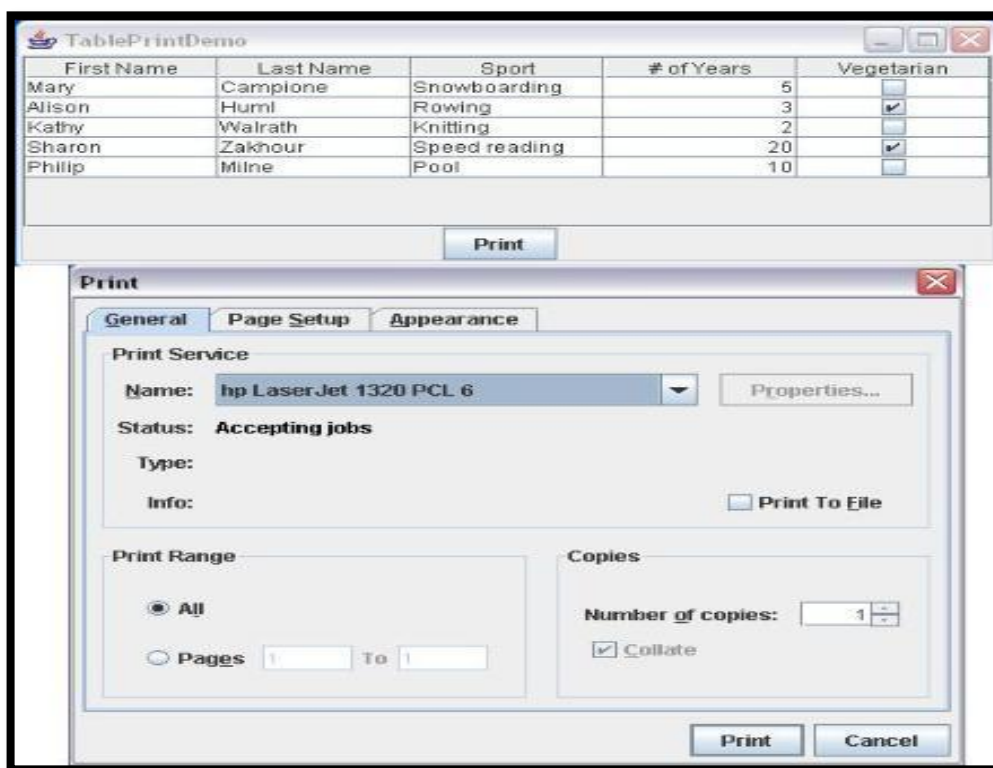 TablePrintDemo
First Name Last Name Sport # of Years Vegetarian
Mary Campione Snowboarding 5
Alison Huml Rowing 3
Kathy Walrath Knitting 2
Sharon Zakhour Speed reading 20
Philip Milne Pool 10
Print
Print
General Page Setup Appearance
Print Service
Name: hp LaserJet 1320 PCL 6 Properties...
Status: Accepting jobs
Type:
Info: Print To File
Print Range Copies
All Number of copies: 1
Pages 1 To 1 Collate
Print Cancel